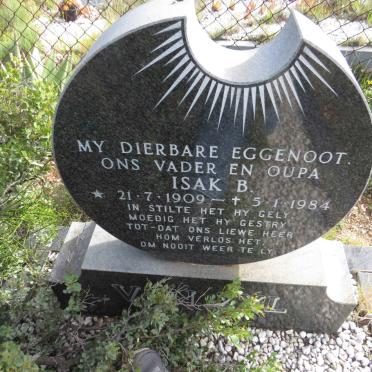 MY DIERBARE EGGENOOT.
ONS VADER EN OUPA
ISAK B.
* 21·7·1909 — † 5·1·1984
IN STILTE HET HY GELY
MOEDIG HET HY GESTRY
TOT-DAT ONS LIEWE HEER
HOM VERLOS HET,
OM NOOIT WEER TE LY